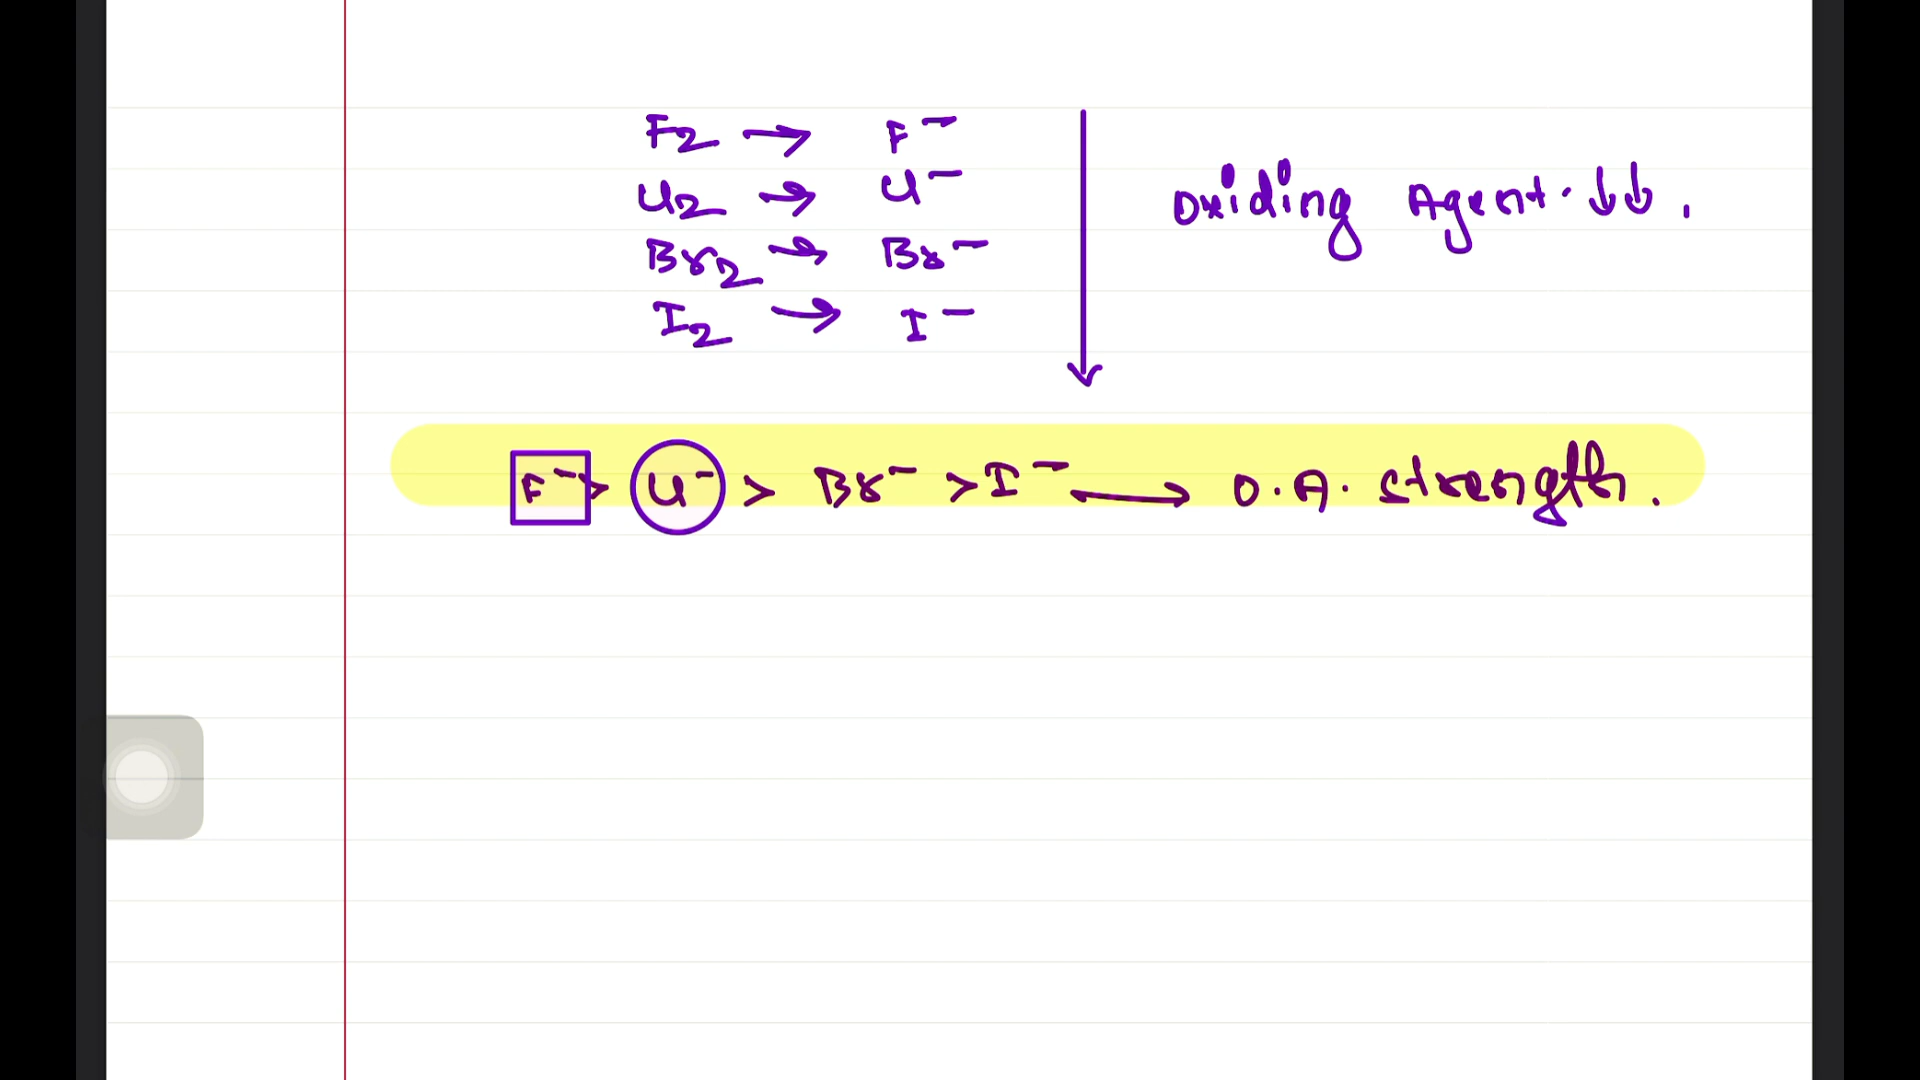 F2 → F⁻
Cl2 → Cl⁻
Br2 → Br⁻
I2 → I⁻
Oxiding Agent. ↓↓.
F⁻ > Cl⁻ > Br⁻ > I⁻ → O.A. strength.